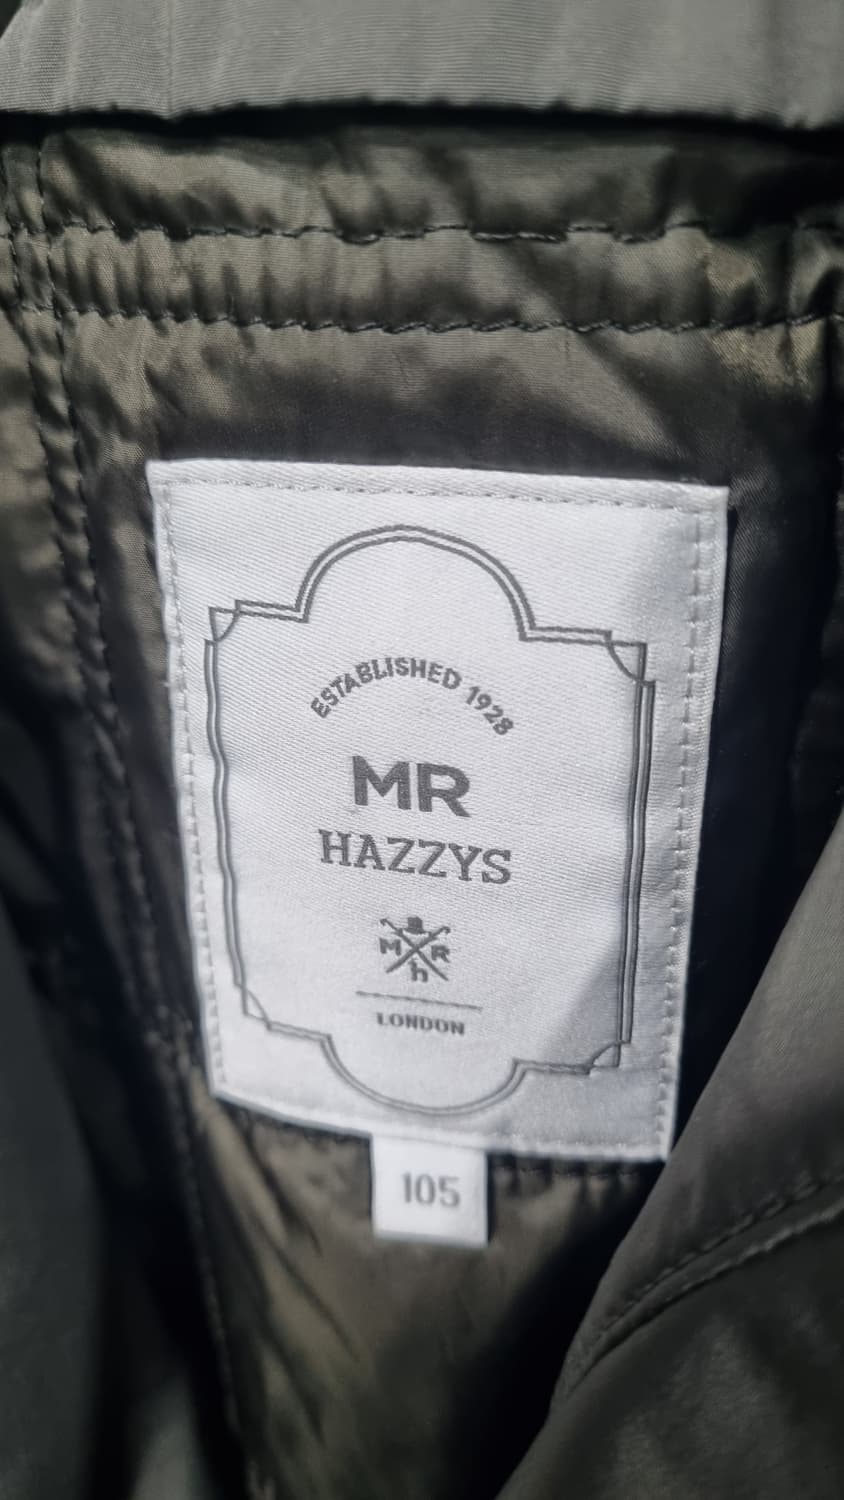 ESTABLISHED 1928
MR
HAZZYS
M R
h
LONDON
105